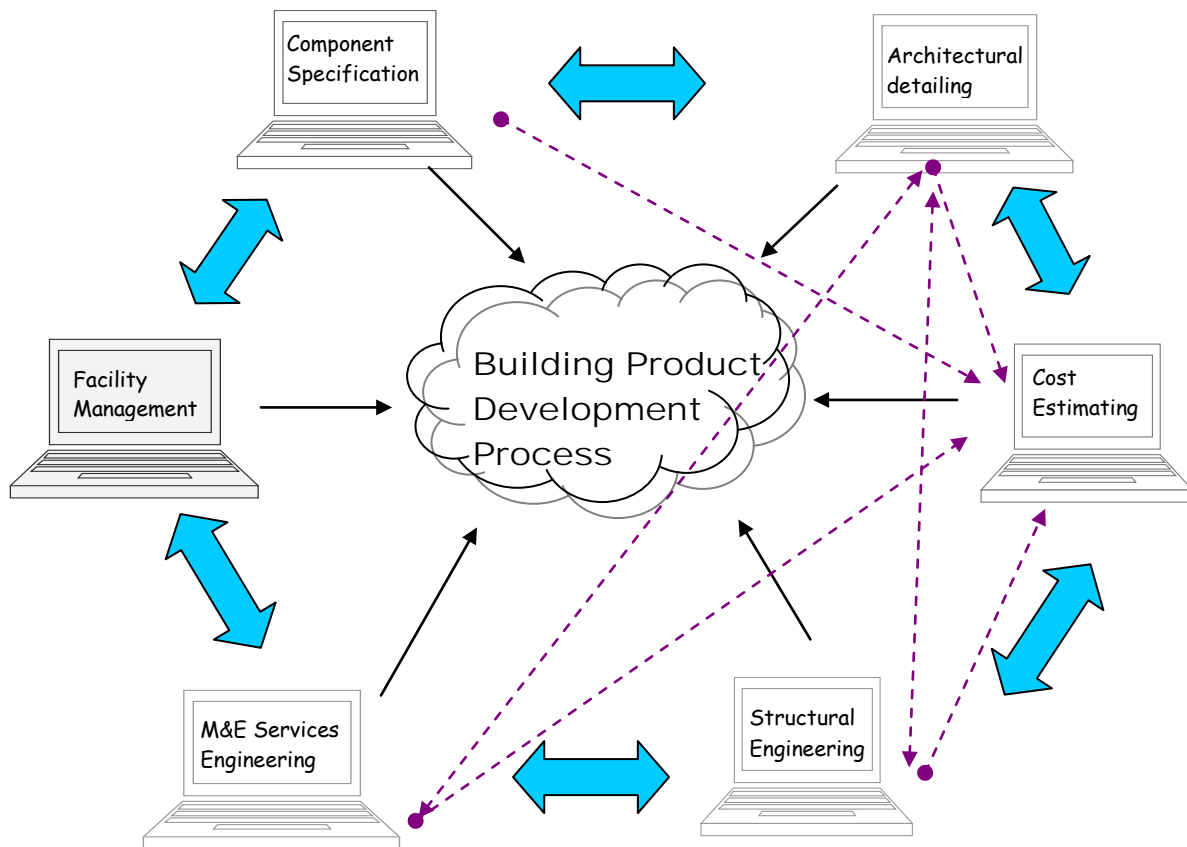 Component
Specification
Architectural
detailing
Facility
Management
Building Product
Development
Process
Cost
Estimating
M&E Services
Engineering
Structural
Engineering